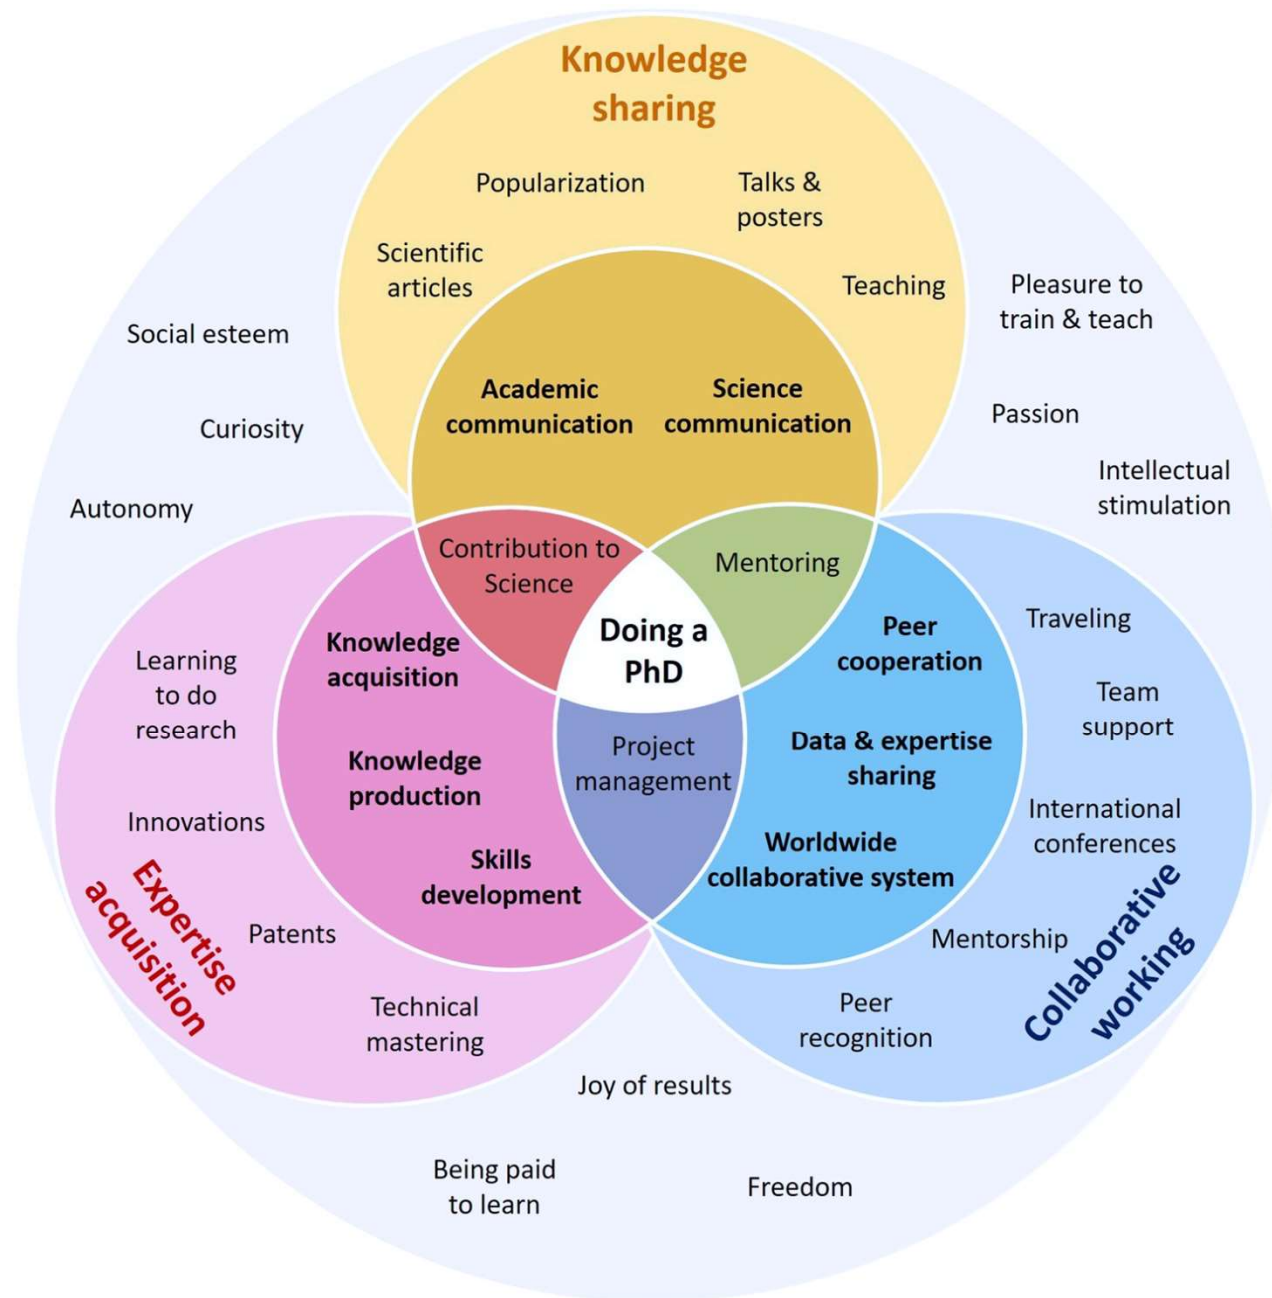 Knowledge
sharing
Popularization
Talks &
posters
Scientific
articles
Teaching
Pleasure to
train & teach
Social esteem
Academic
communication
Science
communication
Passion
Curiosity
Intellectual
stimulation
Autonomy
Contribution to
Science
Mentoring
Doing a
PhD
Knowledge
acquisition
Peer
cooperation
Traveling
Learning
to do
research
Team
support
Project
management
Data & expertise
sharing
Knowledge
production
International
conferences
Innovations
Worldwide
collaborative system
Skills
development
Expertise
acquisition
Patents
Mentorship
Collaborative
working
Technical
mastering
Peer
recognition
Joy of results
Being paid
to learn
Freedom